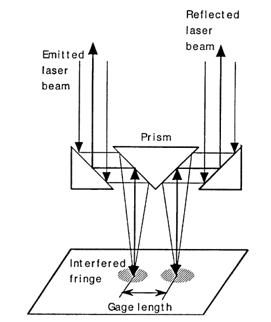 Emitted
laser
beam
Reflected
laser
beam
Prism
Interfered
fringe
Gage length